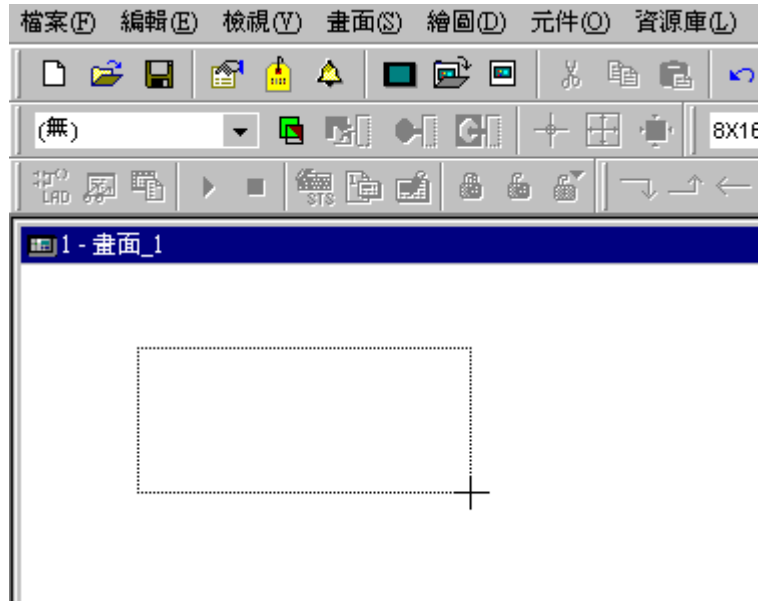 檔案(F) 編輯(E) 檢視(V) 畫面(S) 繪圖(D) 元件(O) 資源庫(L)
(無) 8X16
LAD STS
1 - 畫面_1